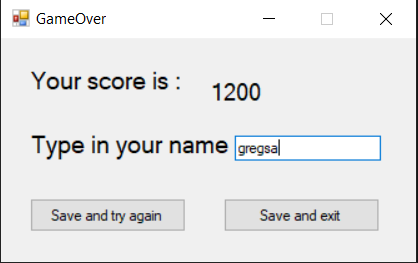 GameOver
Your score is : 1200
Type in your name gregsa
Save and try again Save and exit